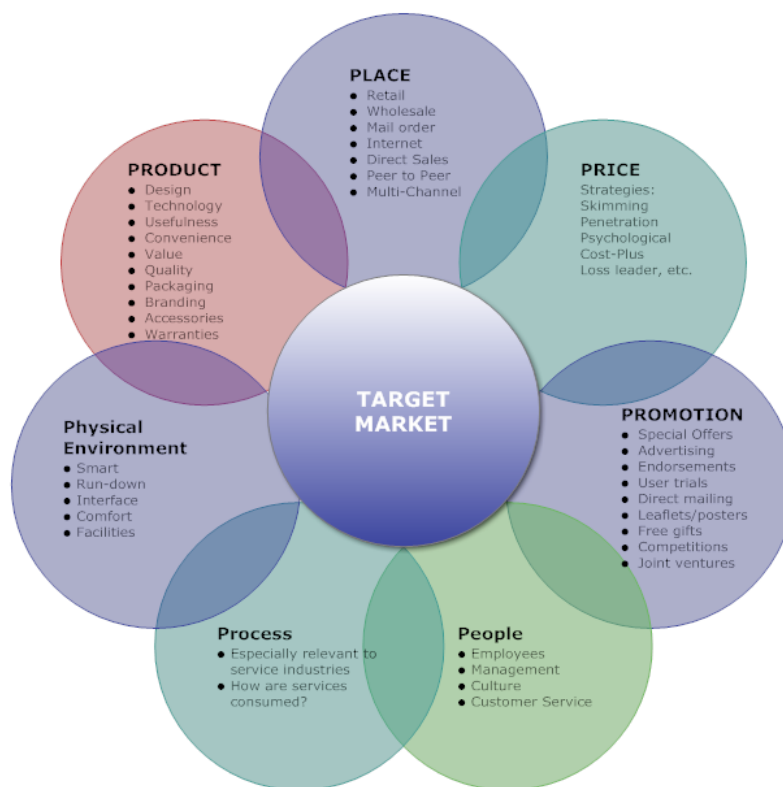 PLACE
● Retail
● Wholesale
● Mail order
● Internet
● Direct Sales
● Peer to Peer
● Multi-Channel
PRODUCT
● Design
● Technology
● Usefulness
● Convenience
● Value
● Quality
● Packaging
● Branding
● Accessories
● Warranties
PRICE
Strategies:
Skimming
Penetration
Psychological
Cost-Plus
Loss leader, etc.
TARGET
MARKET
Physical
Environment
● Smart
● Run-down
● Interface
● Comfort
● Facilities
PROMOTION
● Special Offers
● Advertising
● Endorsements
● User trials
● Direct mailing
● Leaflets/posters
● Free gifts
● Competitions
● Joint ventures
Process
● Especially relevant to
service industries
● How are services
consumed?
People
● Employees
● Management
● Culture
● Customer Service